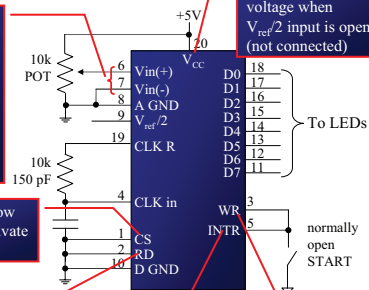 +5V
voltage when
Vref/2 input is open
(not connected)
20
VCC
10k
POT
6 Vin(+)
7 Vin(-)
8 A GND
9 Vref/2
19 CLK R
10k
150 pF
4 CLK in
1 CS
2 RD
10 D GND
D0 18
D1 17
D2 16
D3 15
D4 14
D5 13
D6 12
D7 11
To LEDs
WR 3
INTR 5
normally
open
START
ow
vate